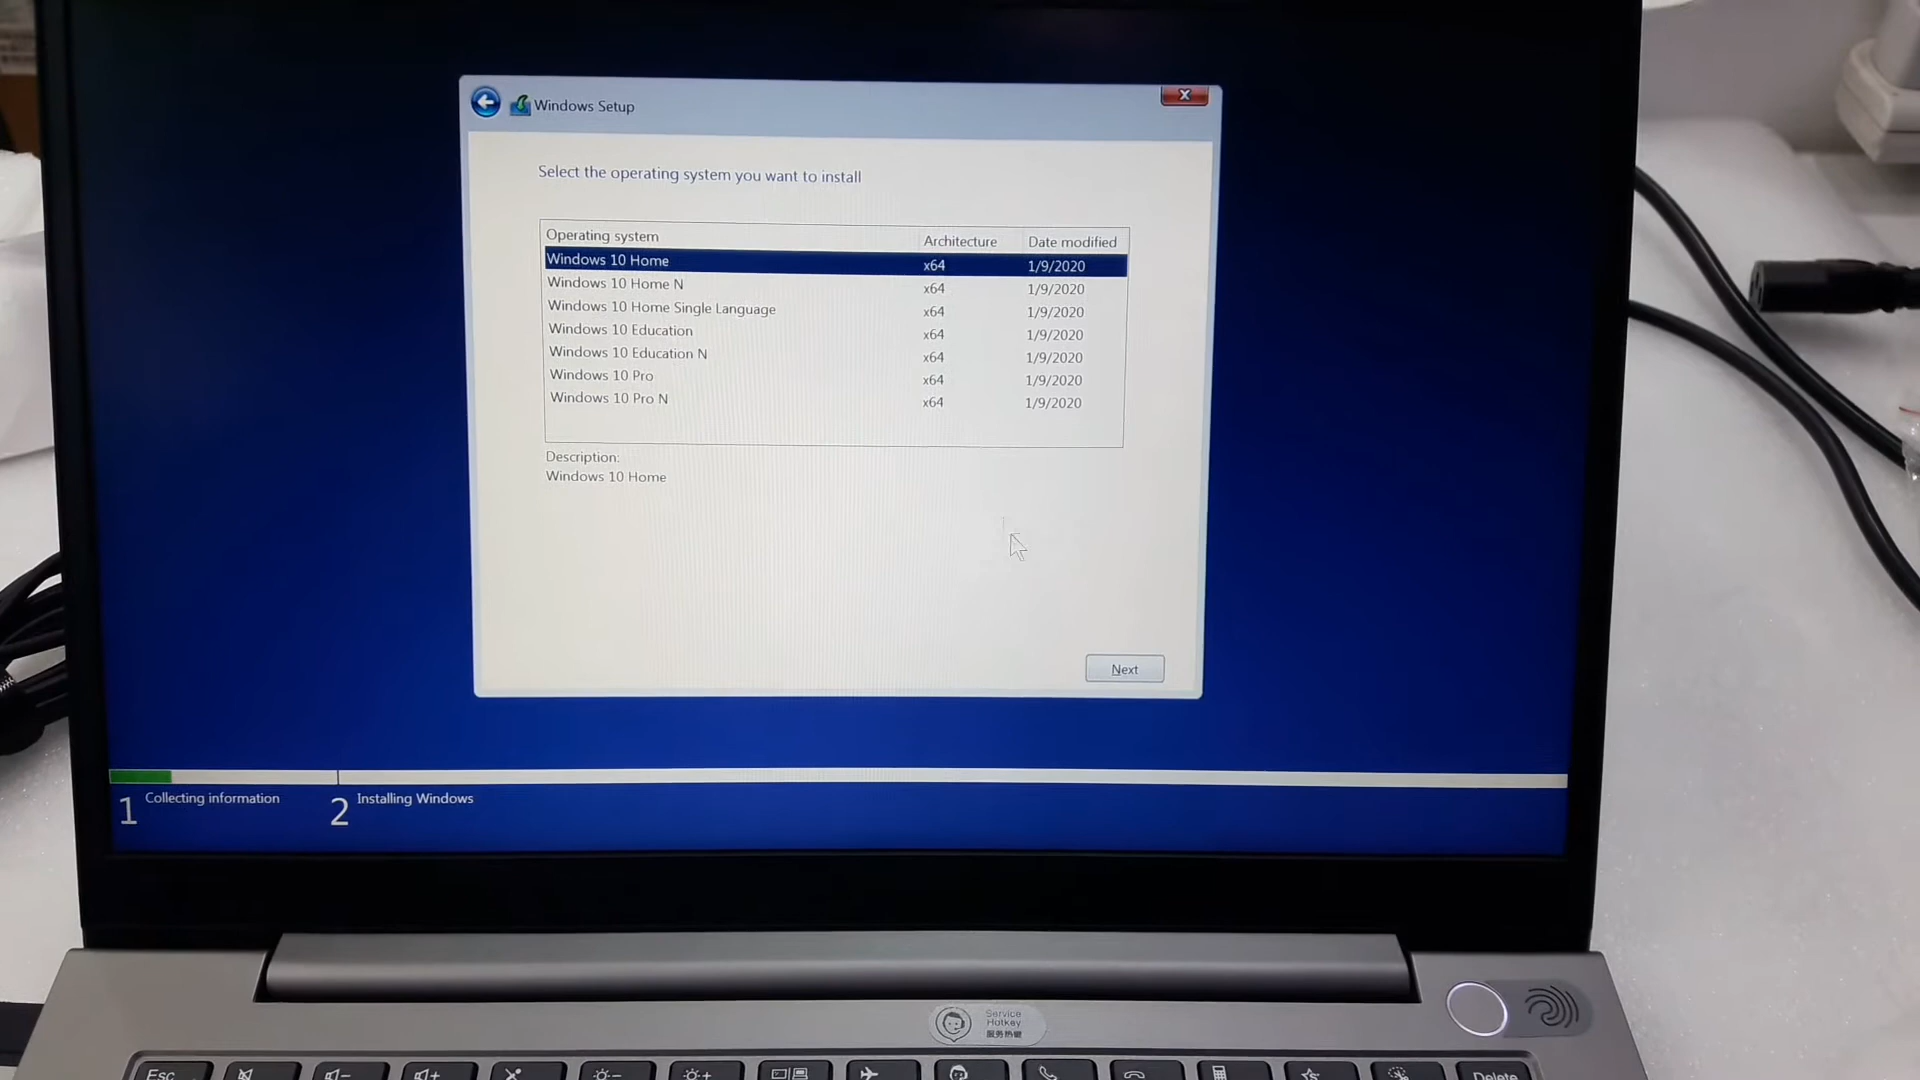 Windows Setup
Select the operating system you want to install
Operating system Architecture Date modified
Windows 10 Home x64 1/9/2020
Windows 10 Home N x64 1/9/2020
Windows 10 Home Single Language x64 1/9/2020
Windows 10 Education x64 1/9/2020
Windows 10 Education N x64 1/9/2020
Windows 10 Pro x64 1/9/2020
Windows 10 Pro N x64 1/9/2020
Description:
Windows 10 Home
Next
1 Collecting information 2 Installing Windows
Service
Hotkey
服务热键
Esc Delete